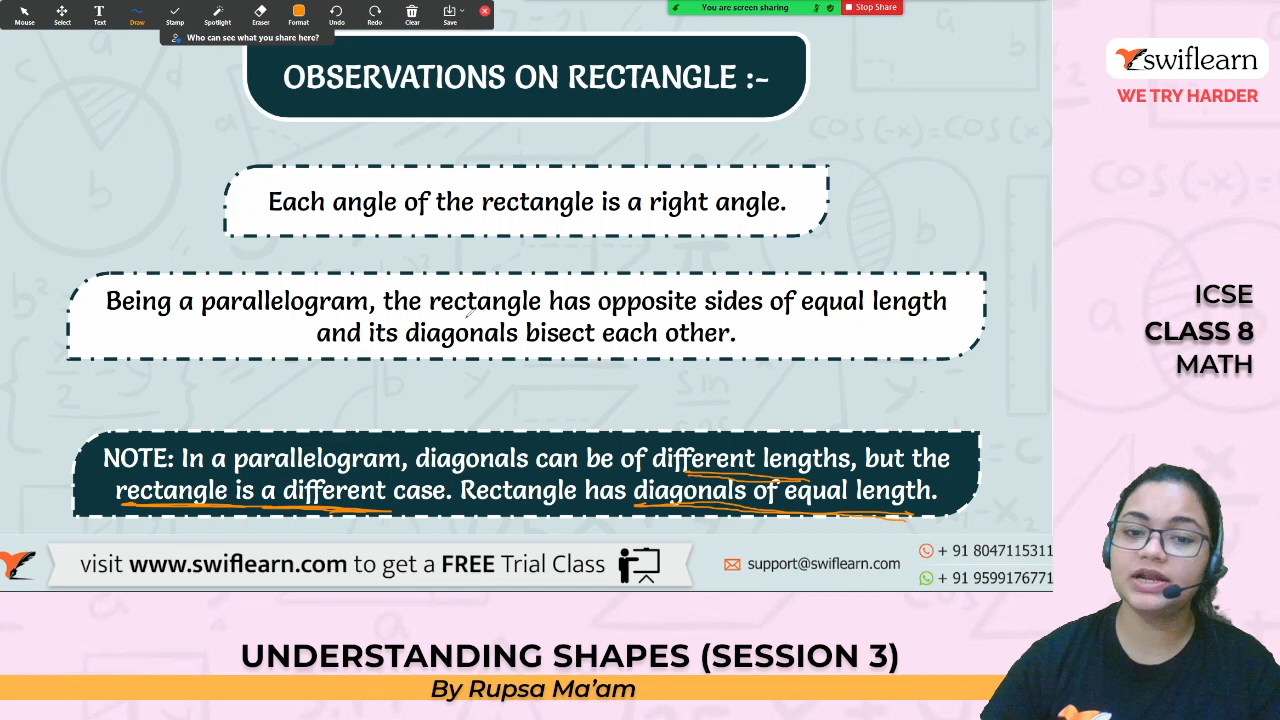 Mouse Select Text Draw Stamp Spotlight Eraser Format Undo Redo Clear Save
You are screen sharing
Stop Share
Who can see what you share here?
OBSERVATIONS ON RECTANGLE :-
Each angle of the rectangle is a right angle.
Being a parallelogram, the rectangle has opposite sides of equal length
and its diagonals bisect each other.
NOTE: In a parallelogram, diagonals can be of different lengths, but the
rectangle is a different case. Rectangle has diagonals of equal length.
visit www.swiflearn.com to get a FREE Trial Class
support@swiflearn.com
+ 91 8047115311
+ 91 9599176771
swiflearn
WE TRY HARDER
ICSE
CLASS 8
MATH
UNDERSTANDING SHAPES (SESSION 3)
By Rupsa Ma'am